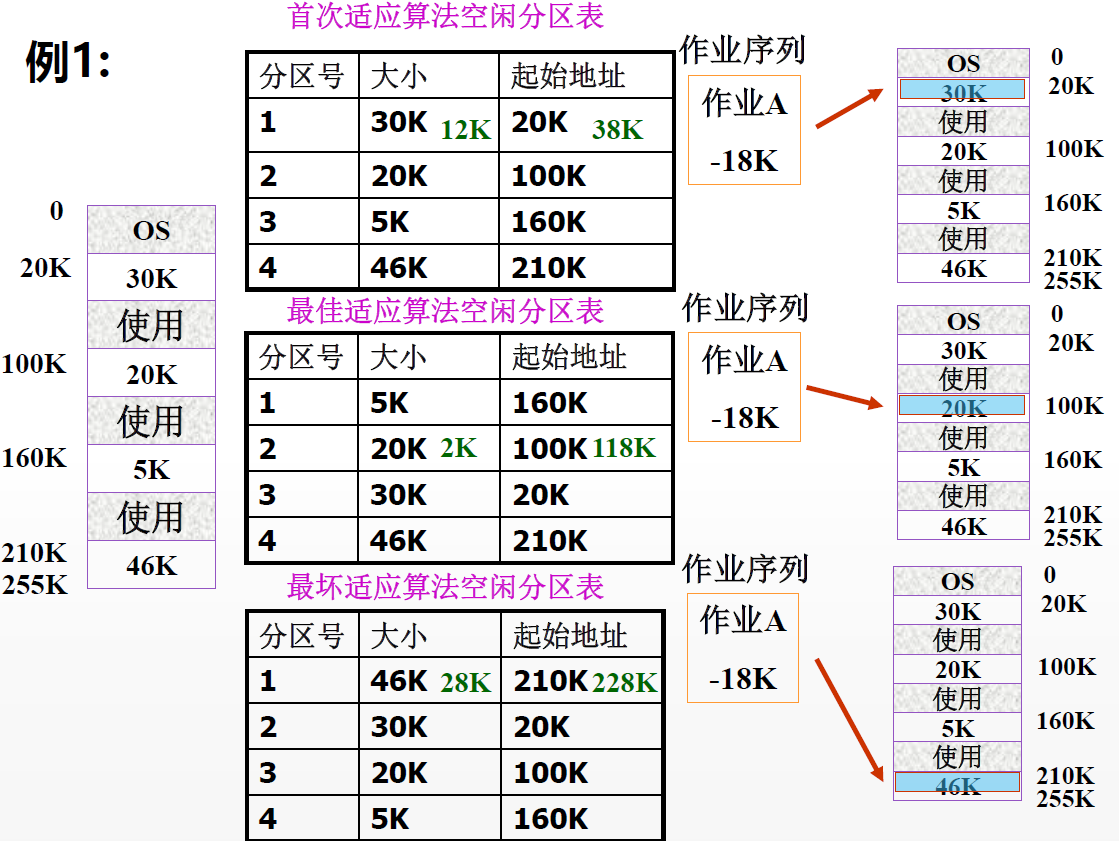 例1:
0
OS
20K
30K
使用
100K
20K
使用
160K
5K
使用
210K
46K
255K
首次适应算法空闲分区表
分区号 大小 起始地址
1 30K 12K 20K 38K
2 20K 100K
3 5K 160K
4 46K 210K
作业序列
作业A
-18K
OS 0
30K 20K
使用
20K 100K
使用
5K 160K
使用
46K 210K
255K
最佳适应算法空闲分区表
分区号 大小 起始地址
1 5K 160K
2 20K 2K 100K 118K
3 30K 20K
4 46K 210K
作业序列
作业A
-18K
OS 0
30K 20K
使用
20K 100K
使用
5K 160K
使用
46K 210K
255K
最坏适应算法空闲分区表
分区号 大小 起始地址
1 46K 28K 210K 228K
2 30K 20K
3 20K 100K
4 5K 160K
作业序列
作业A
-18K
OS 0
30K 20K
使用
20K 100K
使用
5K 160K
使用
46K 210K
255K